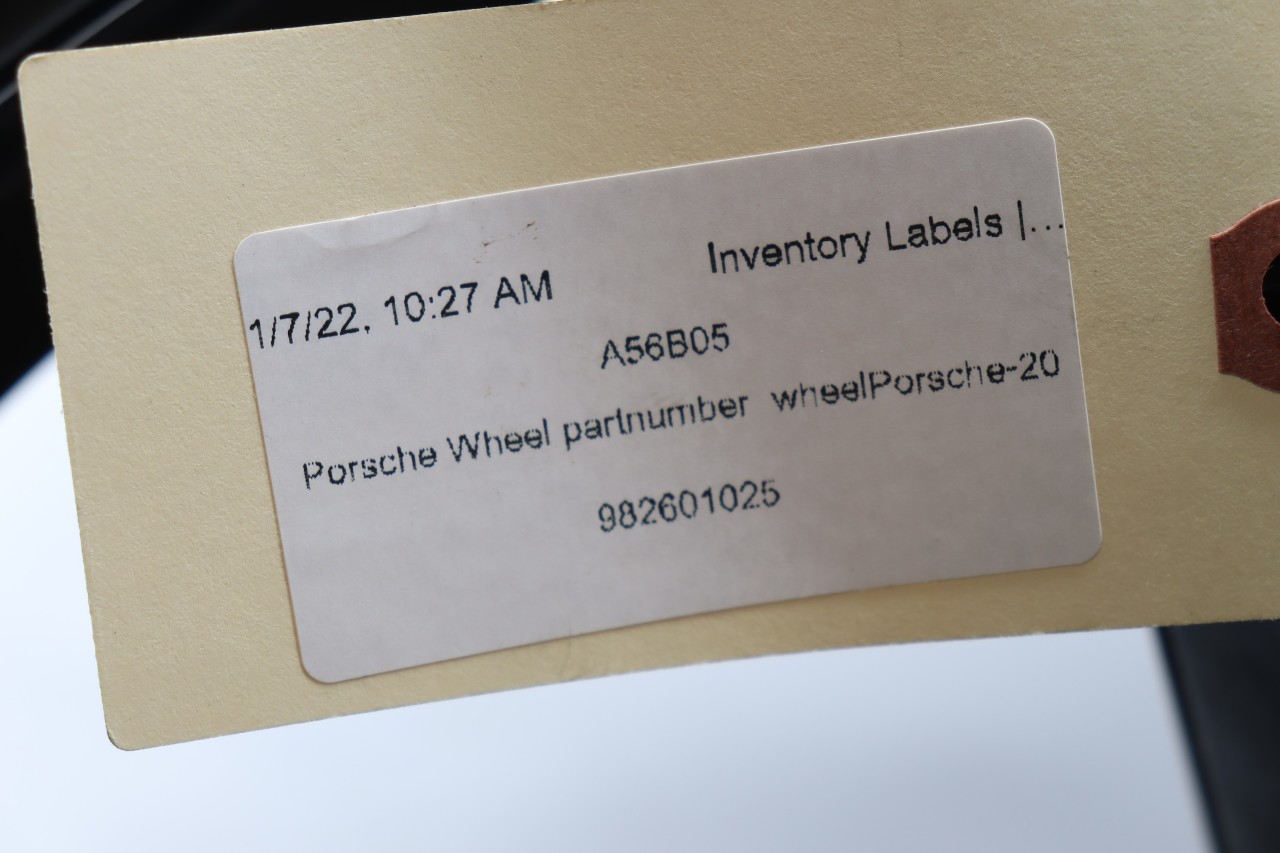 1/7/22, 10:27 AM Inventory Labels |...
A56B05
Porsche Wheel partnumber wheelPorsche-20
982601025